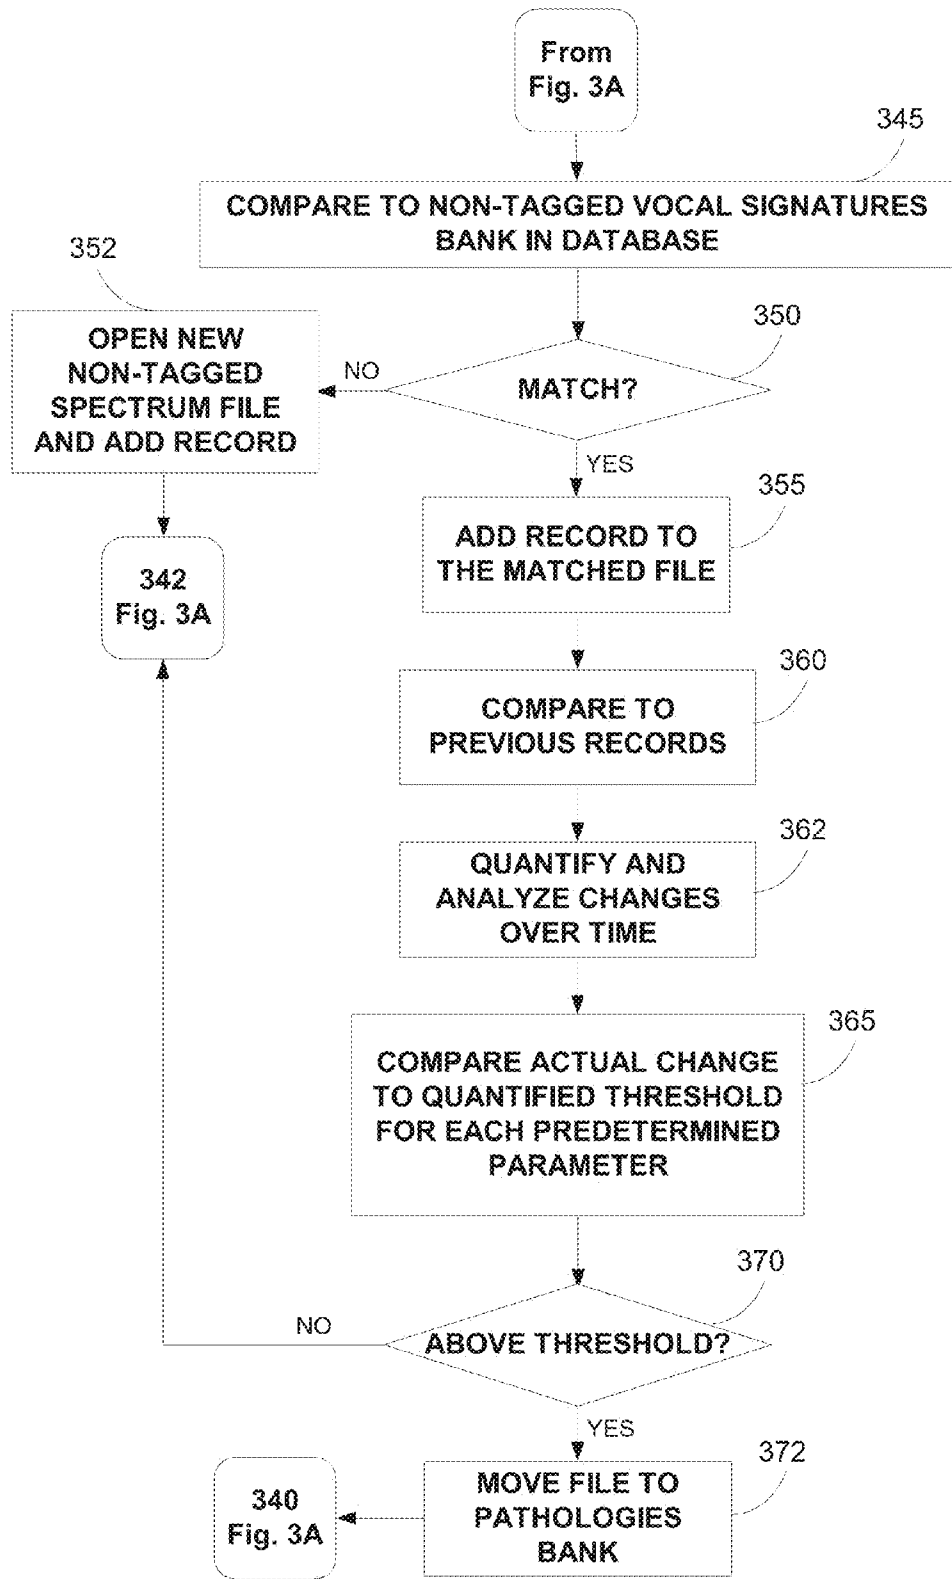 From
Fig. 3A
345
COMPARE TO NON-TAGGED VOCAL SIGNATURES
BANK IN DATABASE
352
OPEN NEW
NON-TAGGED
SPECTRUM FILE
AND ADD RECORD
NO
350
MATCH?
YES
355
ADD RECORD TO
THE MATCHED FILE
342
Fig. 3A
360
COMPARE TO
PREVIOUS RECORDS
362
QUANTIFY AND
ANALYZE CHANGES
OVER TIME
365
COMPARE ACTUAL CHANGE
TO QUANTIFIED THRESHOLD
FOR EACH PREDETERMINED
PARAMETER
370
NO
ABOVE THRESHOLD?
YES
372
MOVE FILE TO
PATHOLOGIES
BANK
340
Fig. 3A